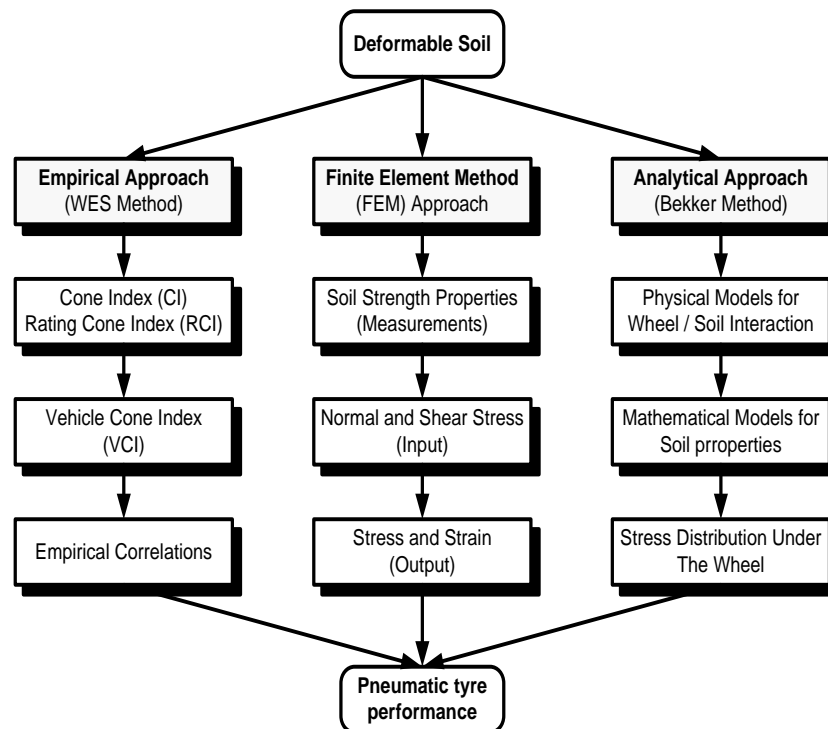 Deformable Soil
Empirical Approach
(WES Method)
Finite Element Method
(FEM) Approach
Analytical Approach
(Bekker Method)
Cone Index (CI)
Rating Cone Index (RCI)
Soil Strength Properties
(Measurements)
Physical Models for
Wheel / Soil Interaction
Vehicle Cone Index
(VCI)
Normal and Shear Stress
(Input)
Mathematical Models for
Soil prroperties
Empirical Correlations
Stress and Strain
(Output)
Stress Distribution Under
The Wheel
Pneumatic tyre
performance